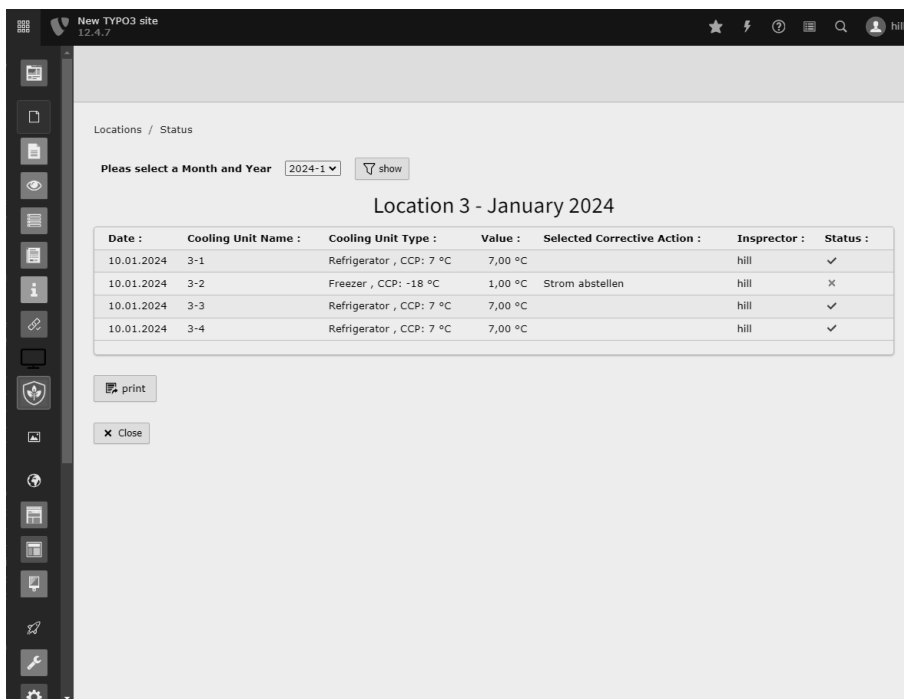 New TYPO3 site
12.4.7
hill
Locations / Status
Pleas select a Month and Year 2024-1 show
Location 3 - January 2024
Date : Cooling Unit Name : Cooling Unit Type : Value : Selected Corrective Action : Insprector : Status :
10.01.2024 3-1 Refrigerator , CCP: 7 °C 7,00 °C hill
10.01.2024 3-2 Freezer , CCP: -18 °C 1,00 °C Strom abstellen hill
10.01.2024 3-3 Refrigerator , CCP: 7 °C 7,00 °C hill
10.01.2024 3-4 Refrigerator , CCP: 7 °C 7,00 °C hill
print
Close